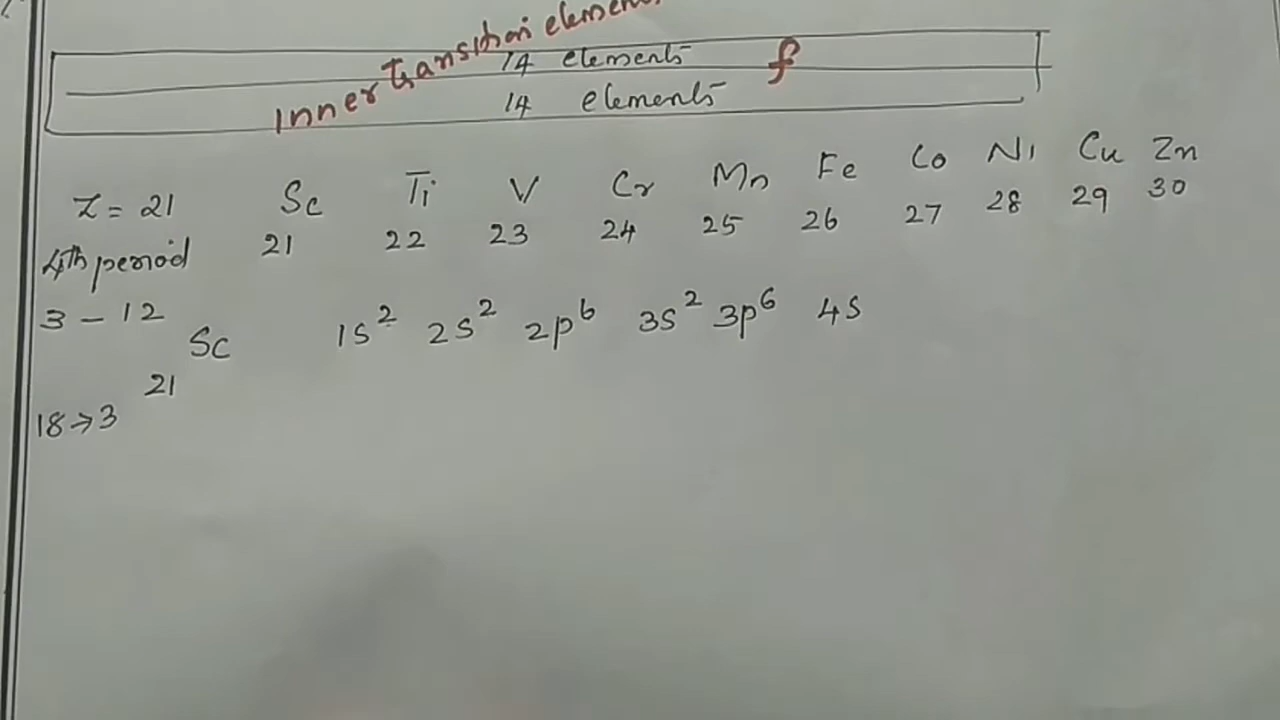 Inner transition elements
14 elements f
14 elements
Z = 21 Sc Ti V Cr Mn Fe Co Ni Cu Zn
21 22 23 24 25 26 27 28 29 30
4th period
3 - 12
Sc 1s² 2s² 2p⁶ 3s² 3p⁶ 4s
21
18→3